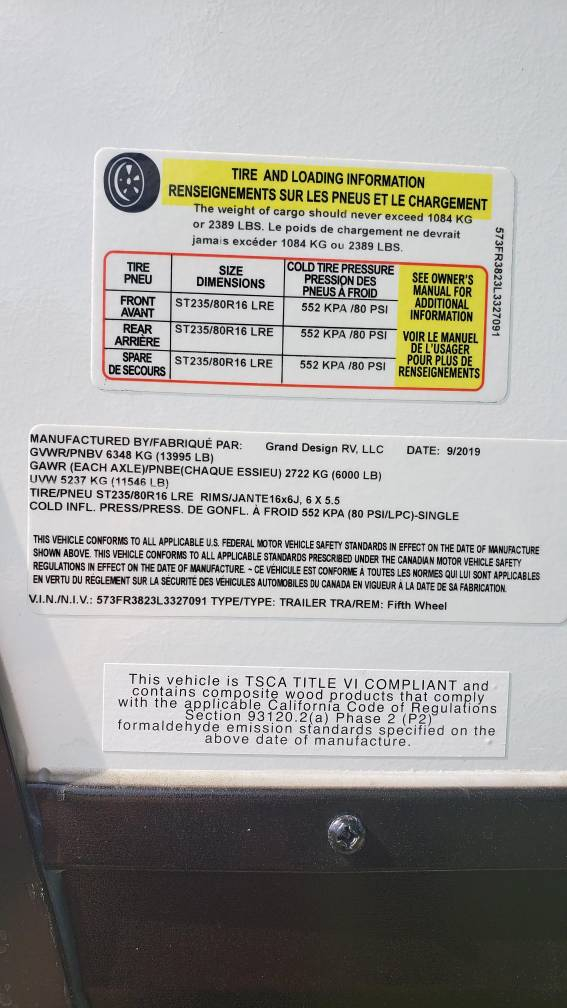 TIRE AND LOADING INFORMATION
RENSEIGNEMENTS SUR LES PNEUS ET LE CHARGEMENT
The weight of cargo should never exceed 1084 KG
or 2389 LBS. Le poids de chargement ne devrait
jamais excéder 1084 KG ou 2389 LBS.
573FR3823L3327091
TIRE
PNEU
SIZE
DIMENSIONS
COLD TIRE PRESSURE
PRESSION DES
PNEUS À FROID
FRONT
AVANT
ST235/80R16 LRE
552 KPA /80 PSI
REAR
ARRIÈRE
ST235/80R16 LRE
552 KPA /80 PSI
SPARE
DE SECOURS
ST235/80R16 LRE
552 KPA /80 PSI
SEE OWNER'S
MANUAL FOR
ADDITIONAL
INFORMATION
VOIR LE MANUEL
DE L'USAGER
POUR PLUS DE
RENSEIGNEMENTS
MANUFACTURED BY/FABRIQUÉ PAR: Grand Design RV, LLC DATE: 9/2019
GVWR/PNBV 6348 KG (13995 LB)
GAWR (EACH AXLE)/PNBE(CHAQUE ESSIEU) 2722 KG (6000 LB)
UVW 5237 KG (11546 LB)
TIRE/PNEU ST235/80R16 LRE RIMS/JANTE16x6J, 6 X 5.5
COLD INFL. PRESS/PRESS. DE GONFL. À FROID 552 KPA (80 PSI/LPC)-SINGLE
THIS VEHICLE CONFORMS TO ALL APPLICABLE U.S. FEDERAL MOTOR VEHICLE SAFETY STANDARDS IN EFFECT ON THE DATE OF MANUFACTURE
SHOWN ABOVE. THIS VEHICLE CONFORMS TO ALL APPLICABLE STANDARDS PRESCRIBED UNDER THE CANADIAN MOTOR VEHICLE SAFETY
REGULATIONS IN EFFECT ON THE DATE OF MANUFACTURE. - CE VÉHICULE EST CONFORME À TOUTES LES NORMES QUI LUI SONT APPLICABLES
EN VERTU DU RÈGLEMENT SUR LA SÉCURITÉ DES VÉHICULES AUTOMOBILES DU CANADA EN VIGUEUR À LA DATE DE SA FABRICATION.
V.I.N./N.I.V.: 573FR3823L3327091 TYPE/TYPE: TRAILER TRA/REM: Fifth Wheel
This vehicle is TSCA TITLE VI COMPLIANT and
contains composite wood products that comply
with the applicable California Code of Regulations
Section 93120.2(a) Phase 2 (P2)
formaldehyde emission standards specified on the
above date of manufacture.